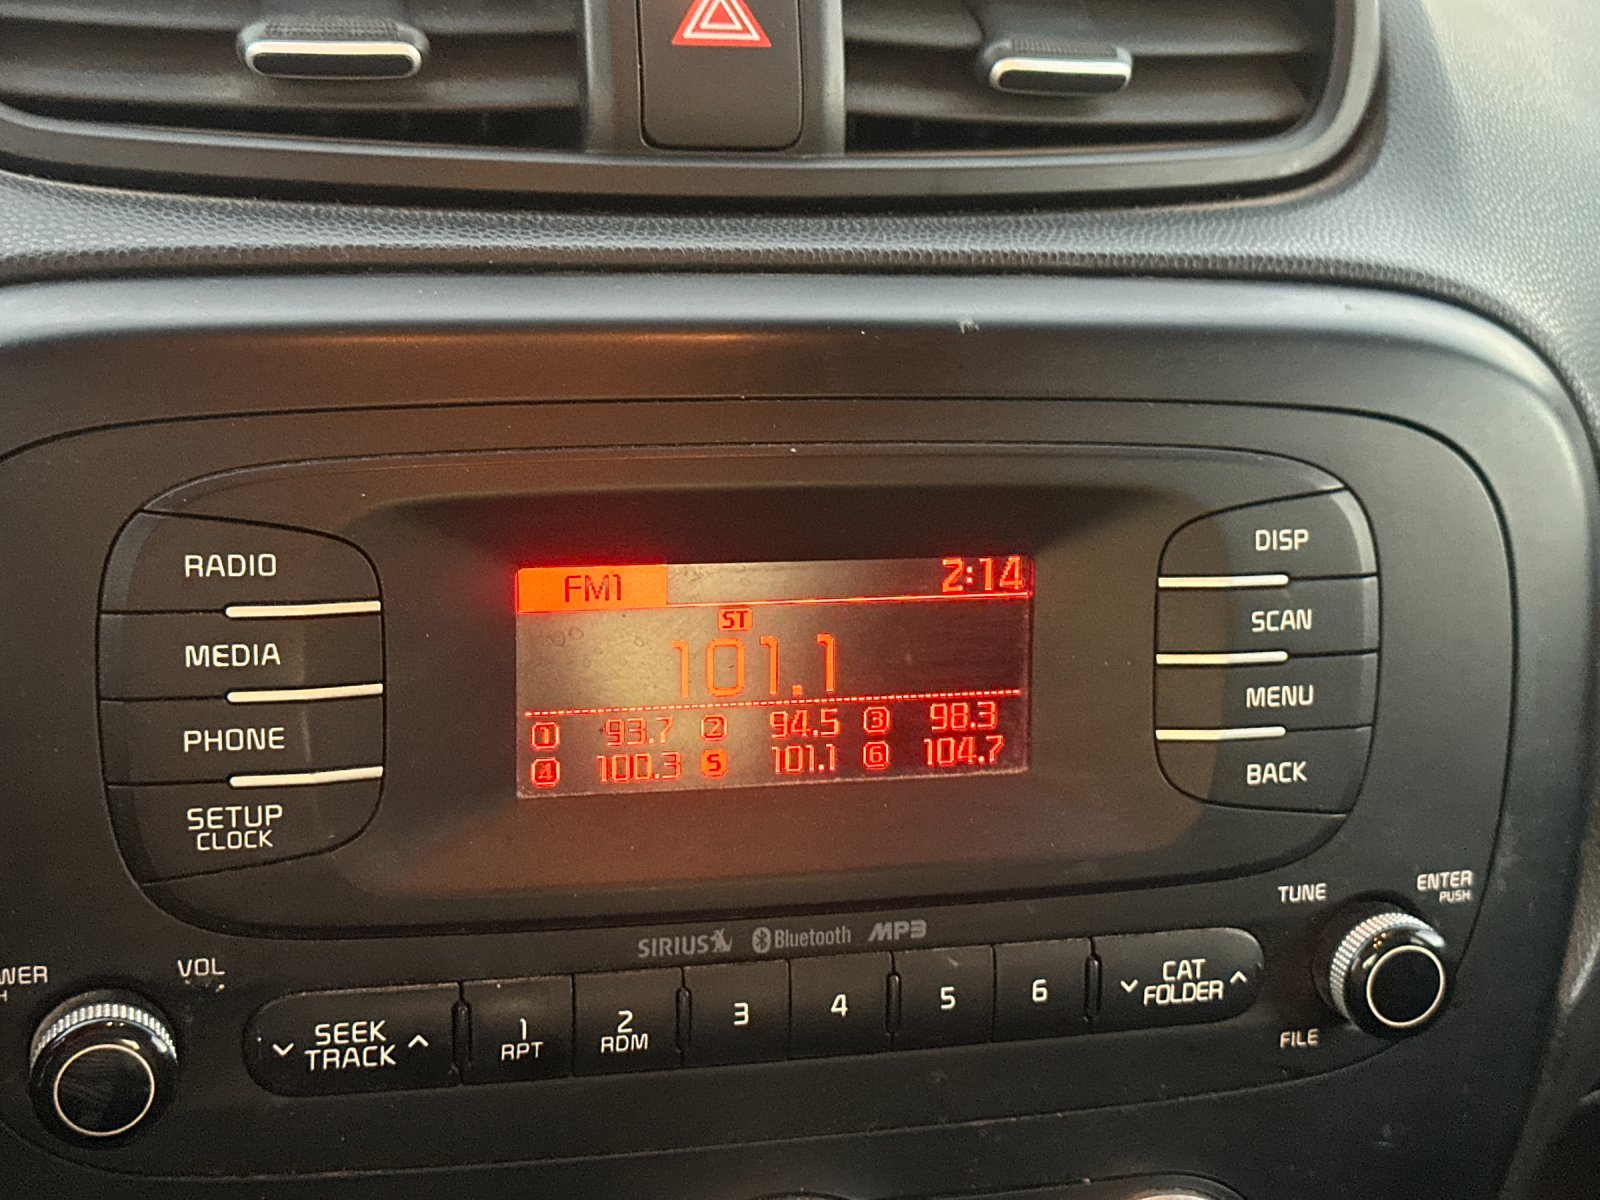 FM1 2:14
ST
101.1
1 93.7 2 94.5 3 98.3
4 100.3 5 101.1 6 104.7
RADIO
MEDIA
PHONE
SETUP
CLOCK
DISP
SCAN
MENU
BACK
SIRIUS Bluetooth MP3
VOL
SEEK
TRACK
1
RPT
2
RDM
3
4
5
6
CAT
FOLDER
TUNE
ENTER
PUSH
FILE